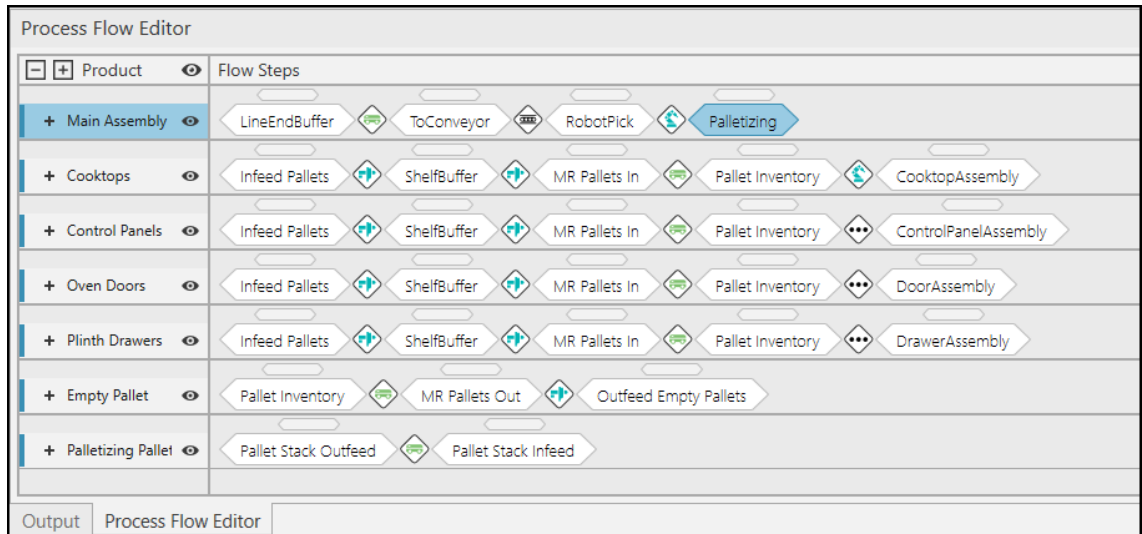 Process Flow Editor
Product Flow Steps
Main Assembly LineEndBuffer ToConveyor RobotPick Palletizing
Cooktops Infeed Pallets ShelfBuffer MR Pallets In Pallet Inventory CooktopAssembly
Control Panels Infeed Pallets ShelfBuffer MR Pallets In Pallet Inventory ControlPanelAssembly
Oven Doors Infeed Pallets ShelfBuffer MR Pallets In Pallet Inventory DoorAssembly
Plinth Drawers Infeed Pallets ShelfBuffer MR Pallets In Pallet Inventory DrawerAssembly
Empty Pallet Pallet Inventory MR Pallets Out Outfeed Empty Pallets
Palletizing Pallet Pallet Stack Outfeed Pallet Stack Infeed
Output Process Flow Editor